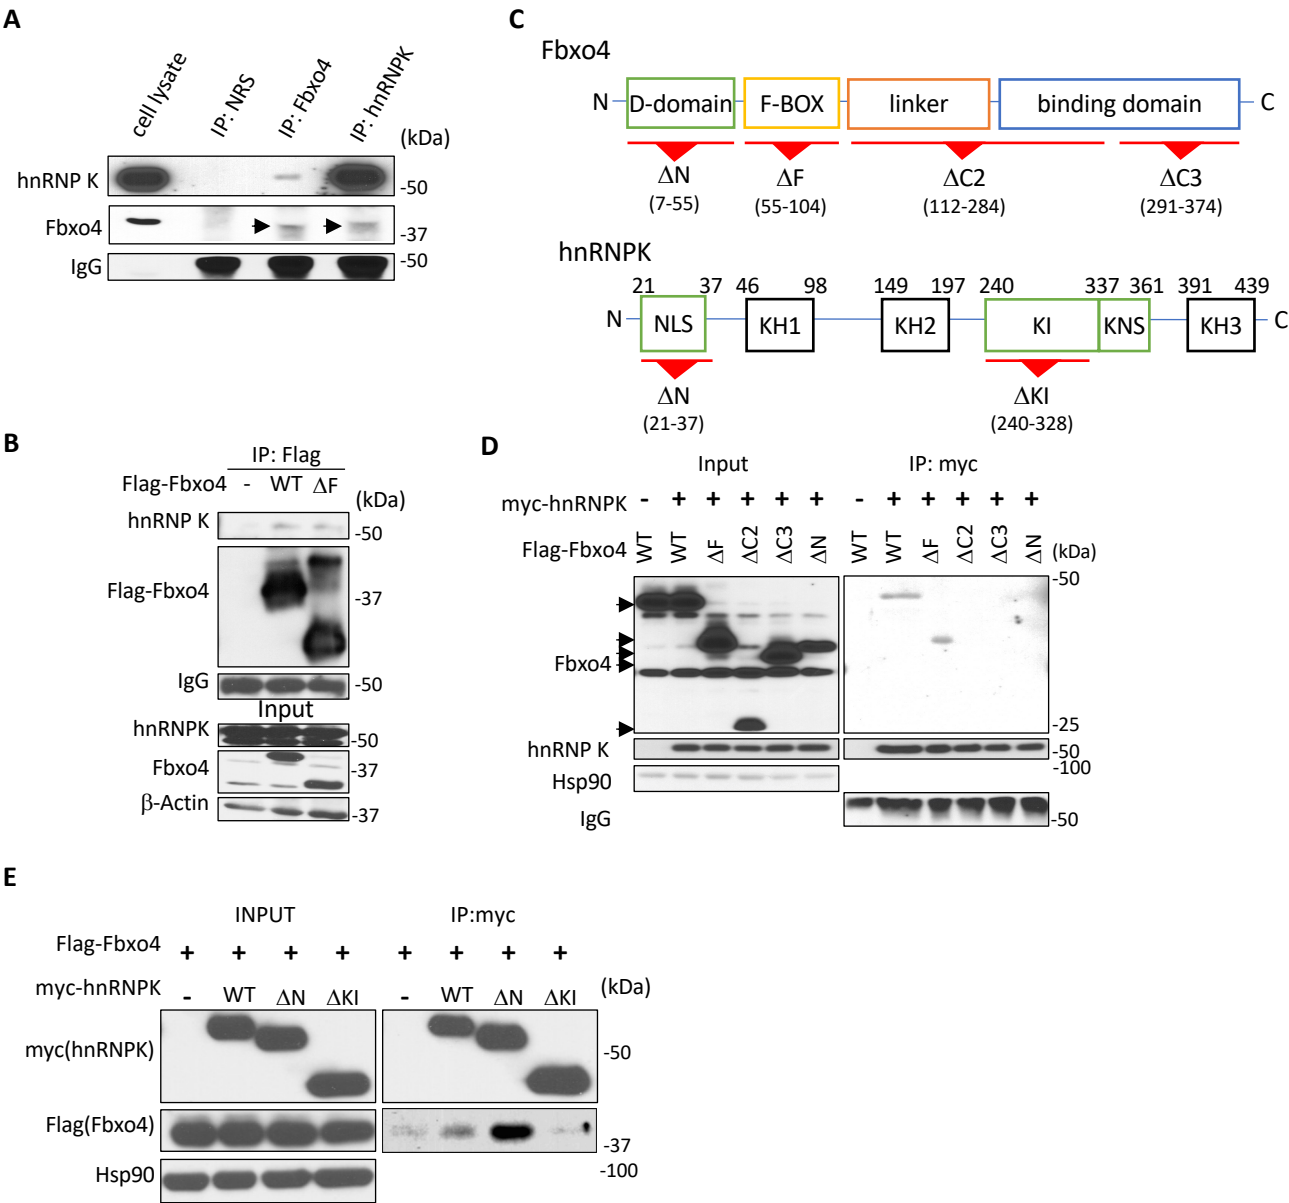 A
cell lysate
IP: NRS
IP: Fbxo4
IP: hnRNPK
(kDa)
hnRNP K
-50
Fbxo4
-37
IgG
-50
C
Fbxo4
N D-domain F-BOX linker binding domain C
ΔN ΔF ΔC2 ΔC3
(7-55) (55-104) (112-284) (291-374)
hnRNPK
21 37 46 98 149 197 240 337 361 391 439
N NLS KH1 KH2 KI KNS KH3 C
ΔN ΔKI
(21-37) (240-328)
B
IP: Flag
Flag-Fbxo4 - WT ΔF (kDa)
hnRNP K
-50
Flag-Fbxo4
-37
IgG -50
Input
hnRNPK
-50
Fbxo4
-37
β-Actin
-37
D
Input IP: myc
myc-hnRNPK - + + + + + - + + + + +
Flag-Fbxo4 WT WT ΔF ΔC2 ΔC3 ΔN WT WT ΔF ΔC2 ΔC3 ΔN (kDa)
-50
Fbxo4
-25
hnRNP K -50
-100
Hsp90
IgG
-50
E
INPUT IP:myc
Flag-Fbxo4 + + + + + + + +
myc-hnRNPK - WT ΔN ΔKI - WT ΔN ΔKI (kDa)
myc(hnRNPK) -50
Flag(Fbxo4)
-37
Hsp90 -100